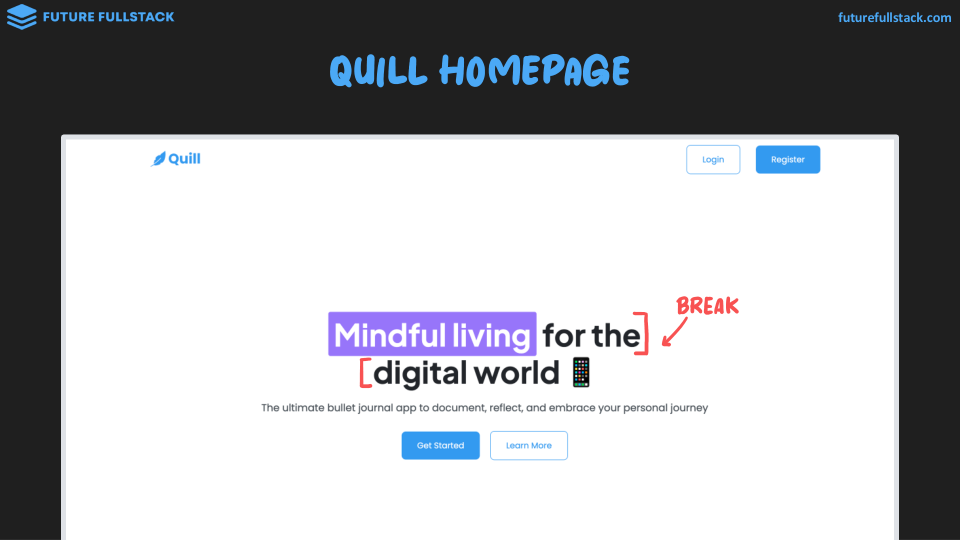 FUTURE FULLSTACK
futurefullstack.com
QUILL HOMEPAGE
Quill
Login
Register
BREAK
Mindful living for the]
[digital world 📱
The ultimate bullet journal app to document, reflect, and embrace your personal journey
Get Started
Learn More